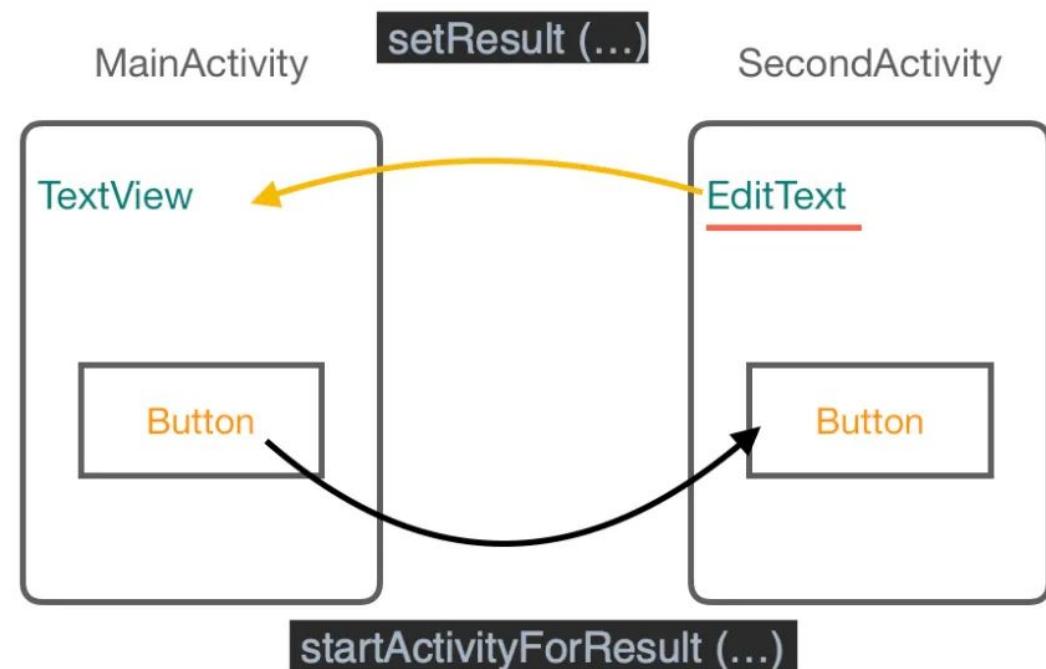 setResult (...)
MainActivity
SecondActivity
TextView
EditText
Button
Button
startActivityForResult (...)